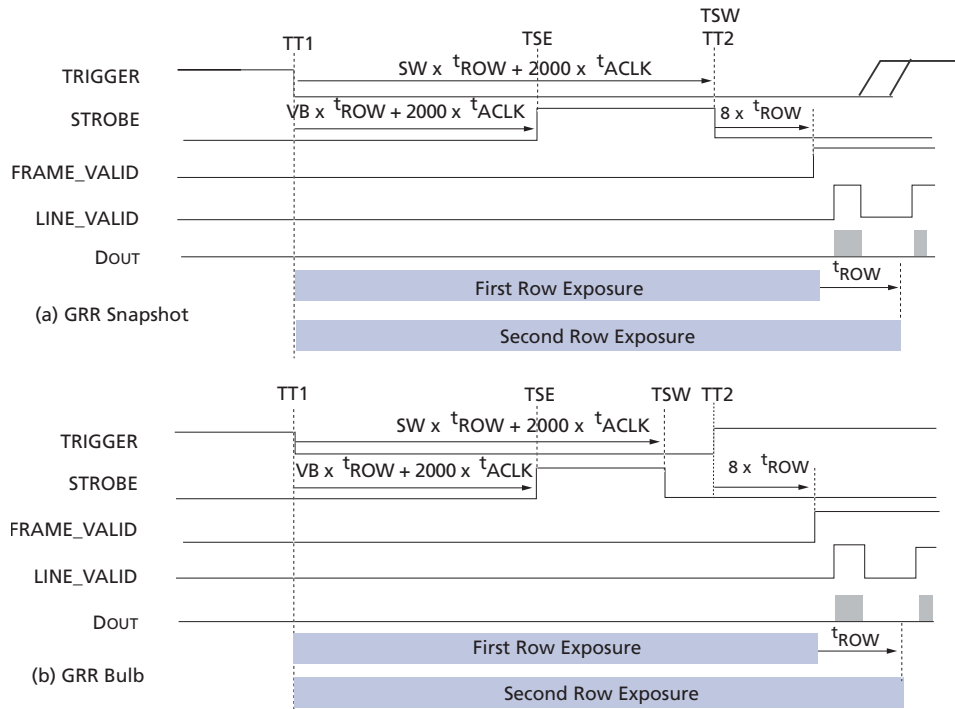 TSW
TT1 TSE TT2
TRIGGER SW x tROW + 2000 x tACLK
STROBE VB x tROW + 2000 x tACLK 8 x tROW
FRAME_VALID
LINE_VALID
DOUT
First Row Exposure tROW
(a) GRR Snapshot
Second Row Exposure
TT1 TSE TSW TT2
TRIGGER SW x tROW + 2000 x tACLK
STROBE VB x tROW + 2000 x tACLK 8 x tROW
FRAME_VALID
LINE_VALID
DOUT
First Row Exposure tROW
(b) GRR Bulb
Second Row Exposure